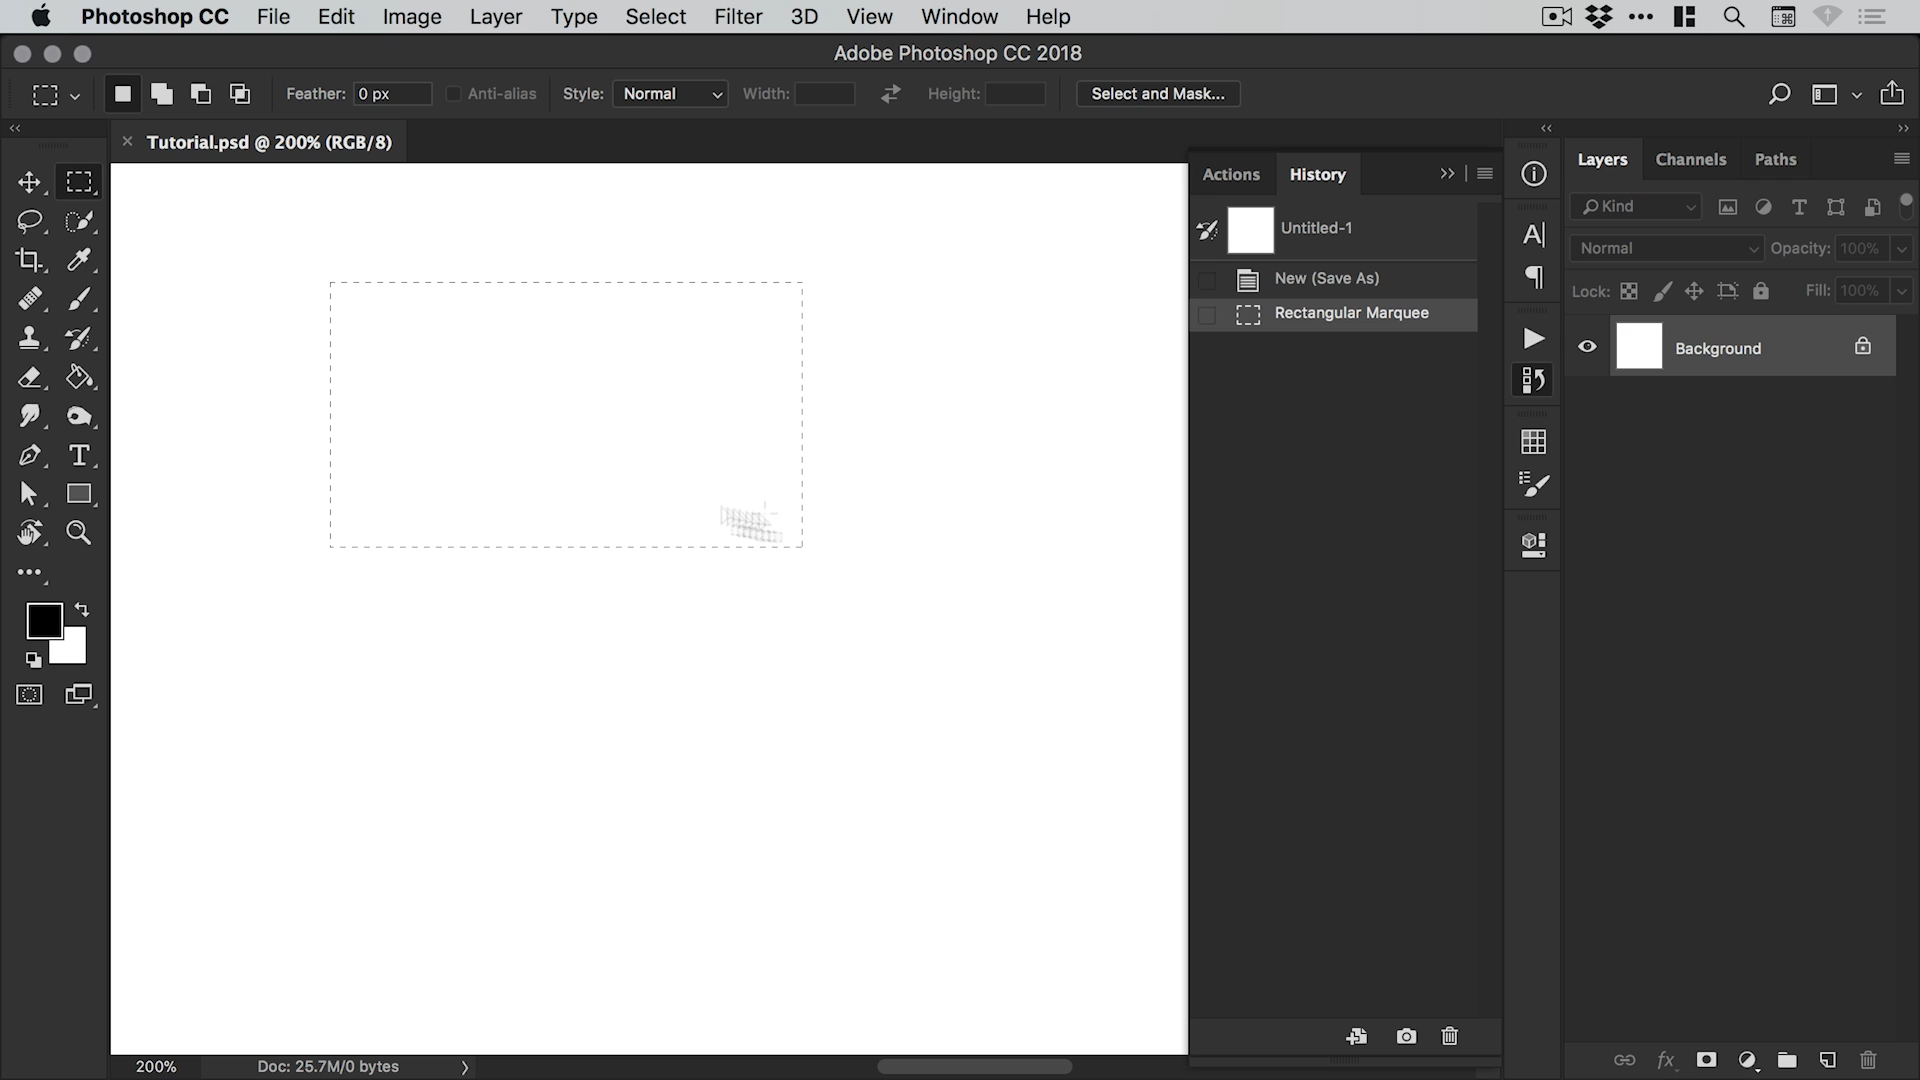 Photoshop CC File Edit Image Layer Type Select Filter 3D View Window Help
Adobe Photoshop CC 2018
Feather: 0 px Anti-alias Style: Normal Width: Height: Select and Mask...
Tutorial.psd @ 200% (RGB/8)
Actions History
Untitled-1
New (Save As)
Rectangular Marquee
Layers Channels Paths
Kind
Normal Opacity: 100%
Lock: Fill: 100%
Background
200% Doc: 25.7M/0 bytes